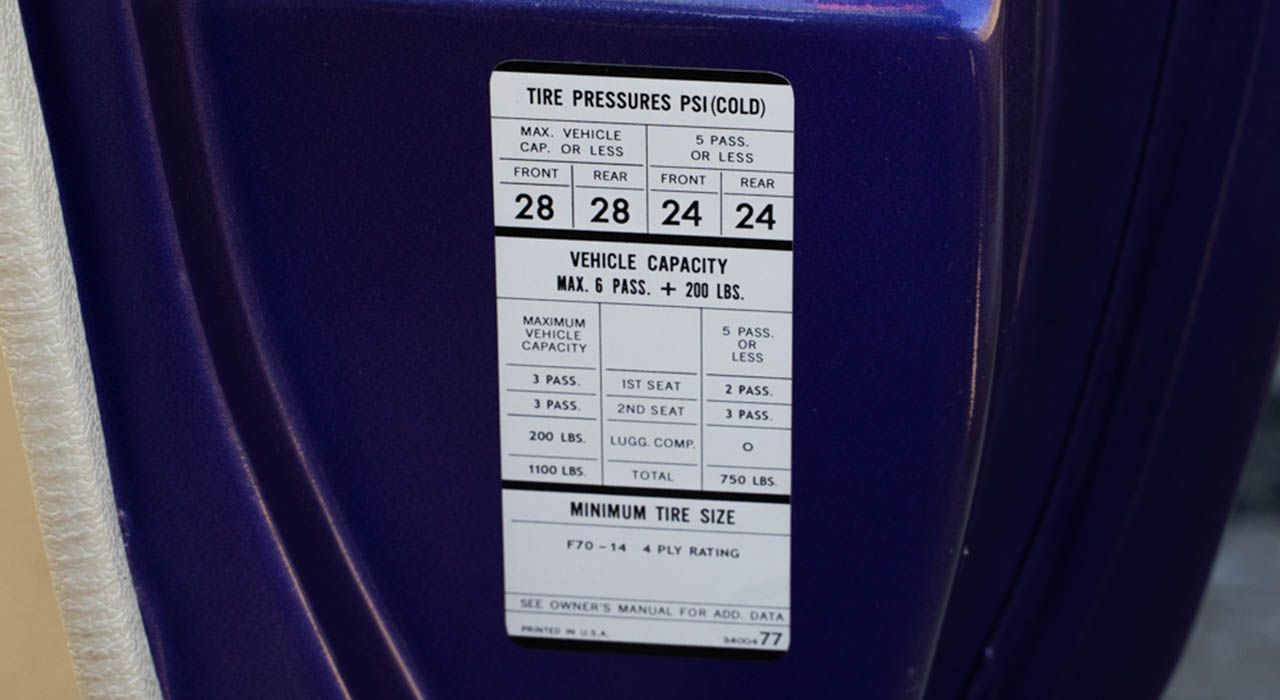 TIRE PRESSURES PSI (COLD)
MAX. VEHICLE CAP. OR LESS
5 PASS. OR LESS
FRONT REAR FRONT REAR
28 28 24 24
VEHICLE CAPACITY
MAX. 6 PASS. + 200 LBS.
MAXIMUM VEHICLE CAPACITY
5 PASS. OR LESS
3 PASS. 1ST SEAT 2 PASS.
3 PASS. 2ND SEAT 3 PASS.
200 LBS. LUGG. COMP. O
1100 LBS. TOTAL 750 LBS.
MINIMUM TIRE SIZE
F70-14 4 PLY RATING
SEE OWNER'S MANUAL FOR ADD. DATA
PRINTED IN U.S.A. 3400477